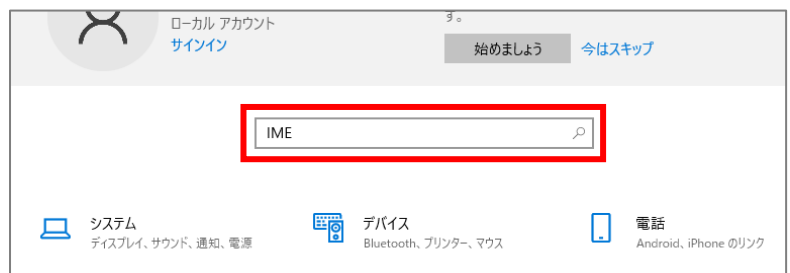 ローカル アカウント
サインイン
す。
始めましょう
今はスキップ
IME
システム
ディスプレイ、サウンド、通知、電源
デバイス
Bluetooth、プリンター、マウス
電話
Android、iPhone のリンク